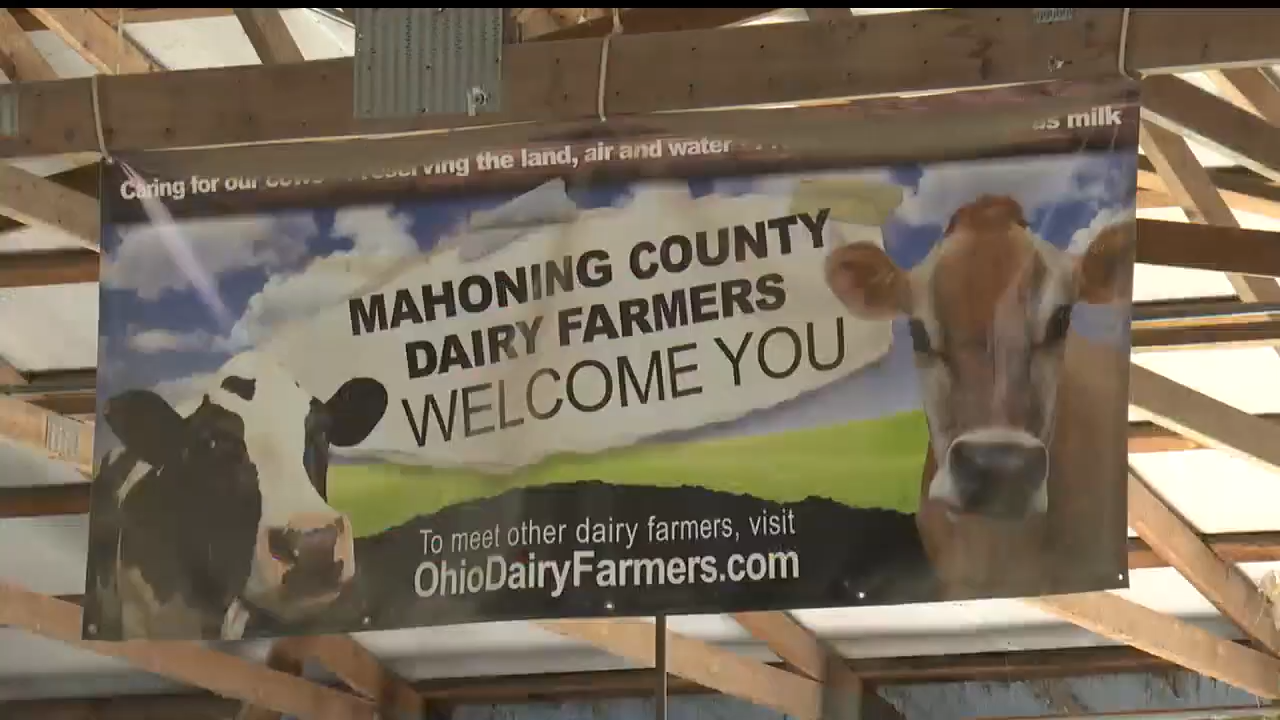 Caring for our cows reserving the land, air and water as milk
MAHONING COUNTY
DAIRY FARMERS
WELCOME YOU
To meet other dairy farmers, visit
OhioDairyFarmers.com